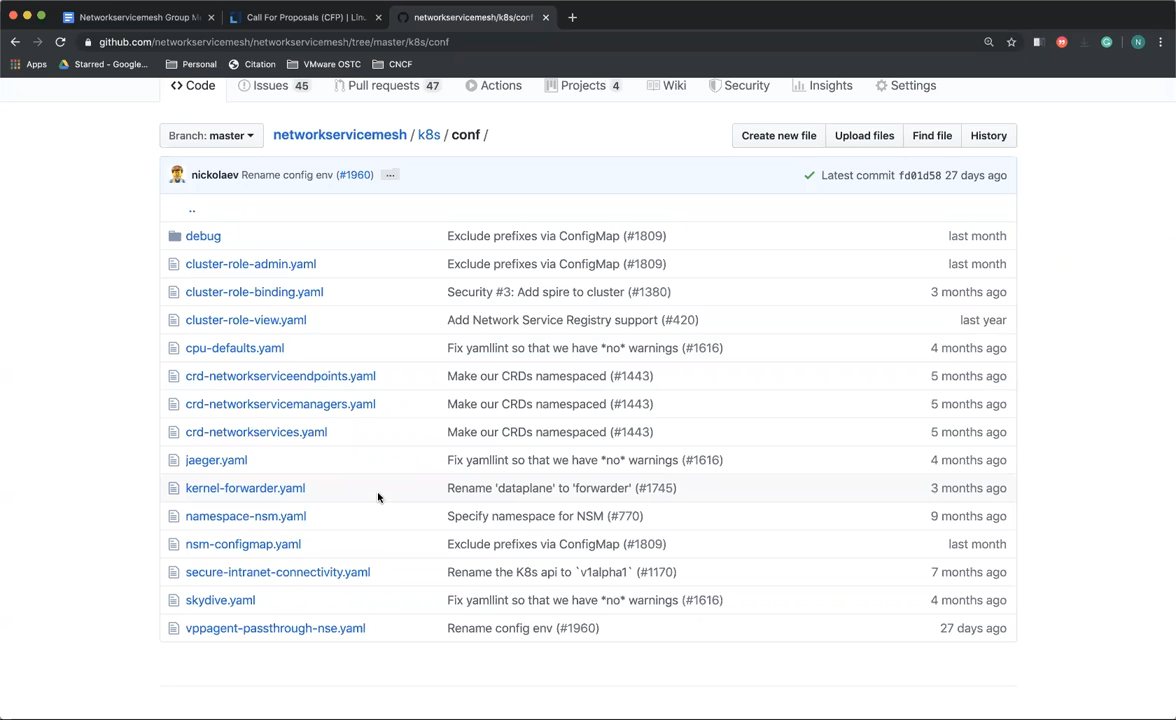 Networkservicemesh Group M
Call For Proposals (CFP) | Lin
networkservicemesh/k8s/conf
github.com/networkservicemesh/networkservicemesh/tree/master/k8s/conf
N
Apps
Starred - Google...
Personal
Citation
VMware OSTC
CNCF
Code
Issues 45
Pull requests 47
Actions
Projects 4
Wiki
Security
Insights
Settings
Branch: master
networkservicemesh / k8s / conf /
Create new file
Upload files
Find file
History
nickolaev Rename config env (#1960) ...
Latest commit fd01d58 27 days ago
..
debug Exclude prefixes via ConfigMap (#1809) last month
cluster-role-admin.yaml Exclude prefixes via ConfigMap (#1809) last month
cluster-role-binding.yaml Security #3: Add spire to cluster (#1380) 3 months ago
cluster-role-view.yaml Add Network Service Registry support (#420) last year
cpu-defaults.yaml Fix yamllint so that we have *no* warnings (#1616) 4 months ago
crd-networkserviceendpoints.yaml Make our CRDs namespaced (#1443) 5 months ago
crd-networkservicemanagers.yaml Make our CRDs namespaced (#1443) 5 months ago
crd-networkservices.yaml Make our CRDs namespaced (#1443) 5 months ago
jaeger.yaml Fix yamllint so that we have *no* warnings (#1616) 4 months ago
kernel-forwarder.yaml Rename 'dataplane' to 'forwarder' (#1745) 3 months ago
namespace-nsm.yaml Specify namespace for NSM (#770) 9 months ago
nsm-configmap.yaml Exclude prefixes via ConfigMap (#1809) last month
secure-intranet-connectivity.yaml Rename the K8s api to `v1alpha1` (#1170) 7 months ago
skydive.yaml Fix yamllint so that we have *no* warnings (#1616) 4 months ago
vppagent-passthrough-nse.yaml Rename config env (#1960) 27 days ago